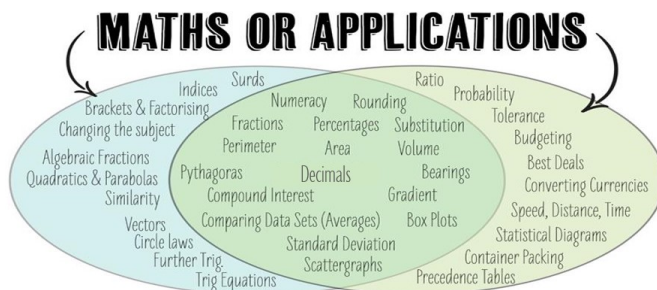 MATHS OR APPLICATIONS
Surds
Indices
Brackets & Factorising
Changing the subject
Algebraic Fractions
Quadratics & Parabolas
Similarity
Vectors
Circle laws
Further Trig.
Trig Equations
Numeracy
Rounding
Fractions
Percentages
Substitution
Perimeter
Area
Volume
Pythagoras
Decimals
Bearings
Compound Interest
Gradient
Comparing Data Sets (Averages)
Box Plots
Standard Deviation
Scattergraphs
Ratio
Probability
Tolerance
Budgeting
Best Deals
Converting Currencies
Speed, Distance, Time
Statistical Diagrams
Container Packing
Precedence Tables